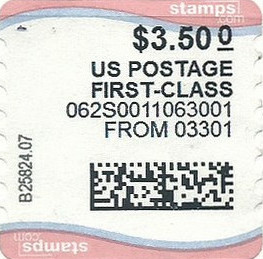 stamps
.com
$3.50 0
US POSTAGE
FIRST-CLASS
062S0011063001
FROM 03301
B25824.07
stamps
.com